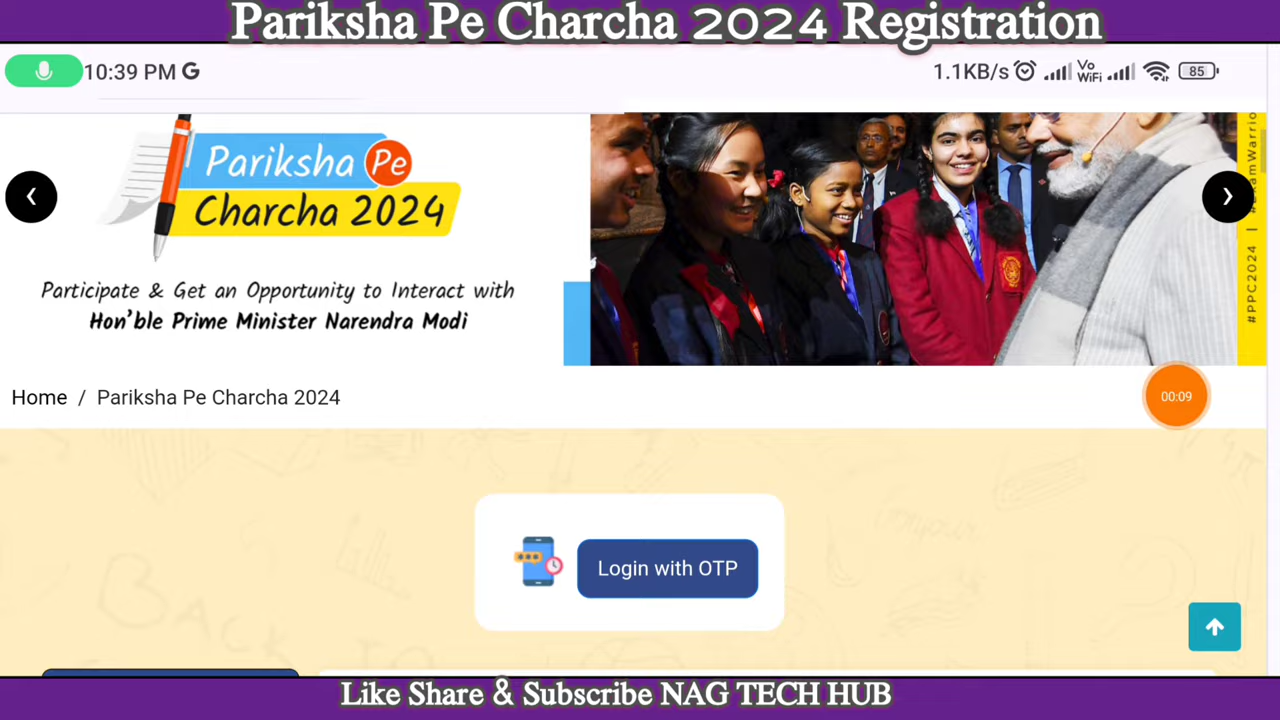 Pariksha Pe Charcha 2024 Registration
10:39 PM G
1.1KB/s Vo WiFi 85
Pariksha Pe
Charcha 2024
Participate & Get an Opportunity to Interact with
Hon'ble Prime Minister Narendra Modi
#PPC2024 |
Home / Pariksha Pe Charcha 2024
00:09
Login with OTP
BACK TO
Like Share & Subscribe NAG TECH HUB